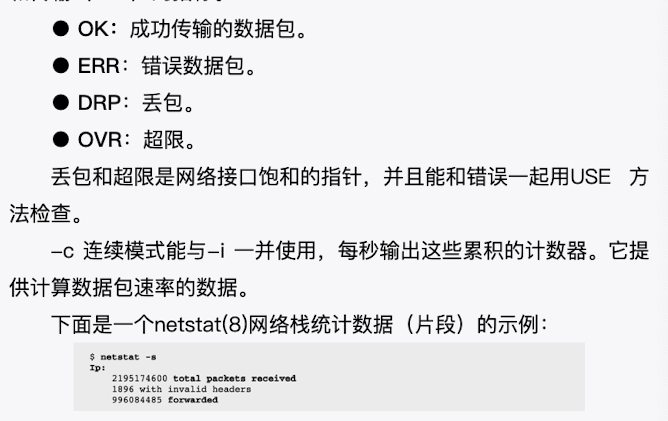 ● OK：成功传输的数据包。
● ERR：错误数据包。
● DRP：丢包。
● OVR：超限。
丢包和超限是网络接口饱和的指针，并且能和错误一起用USE 方
法检查。
–c 连续模式能与–i 一并使用，每秒输出这些累积的计数器。它提
供计算数据包速率的数据。
下面是一个netstat(8)网络栈统计数据（片段）的示例：
$ netstat -s
Ip:
2195174600 total packets received
1896 with invalid headers
996084485 forwarded